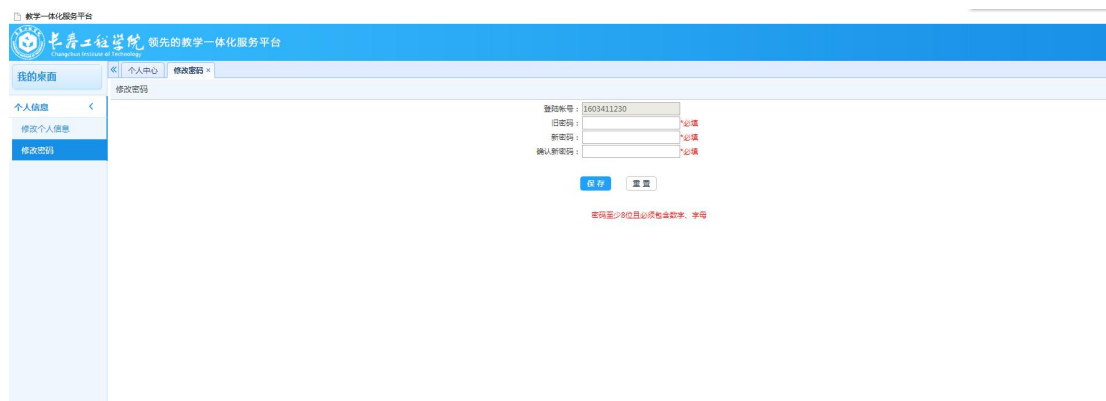 教学一体化服务平台
长春工程学院 领先的教学一体化服务平台
Changchun Institute of Technology
我的桌面
个人中心 修改密码 ×
修改密码
个人信息
修改个人信息
修改密码
登陆帐号： 1603411230
旧密码： *必填
新密码： *必填
确认新密码： *必填
保存 重置
密码至少8位且必须包含数字、字母